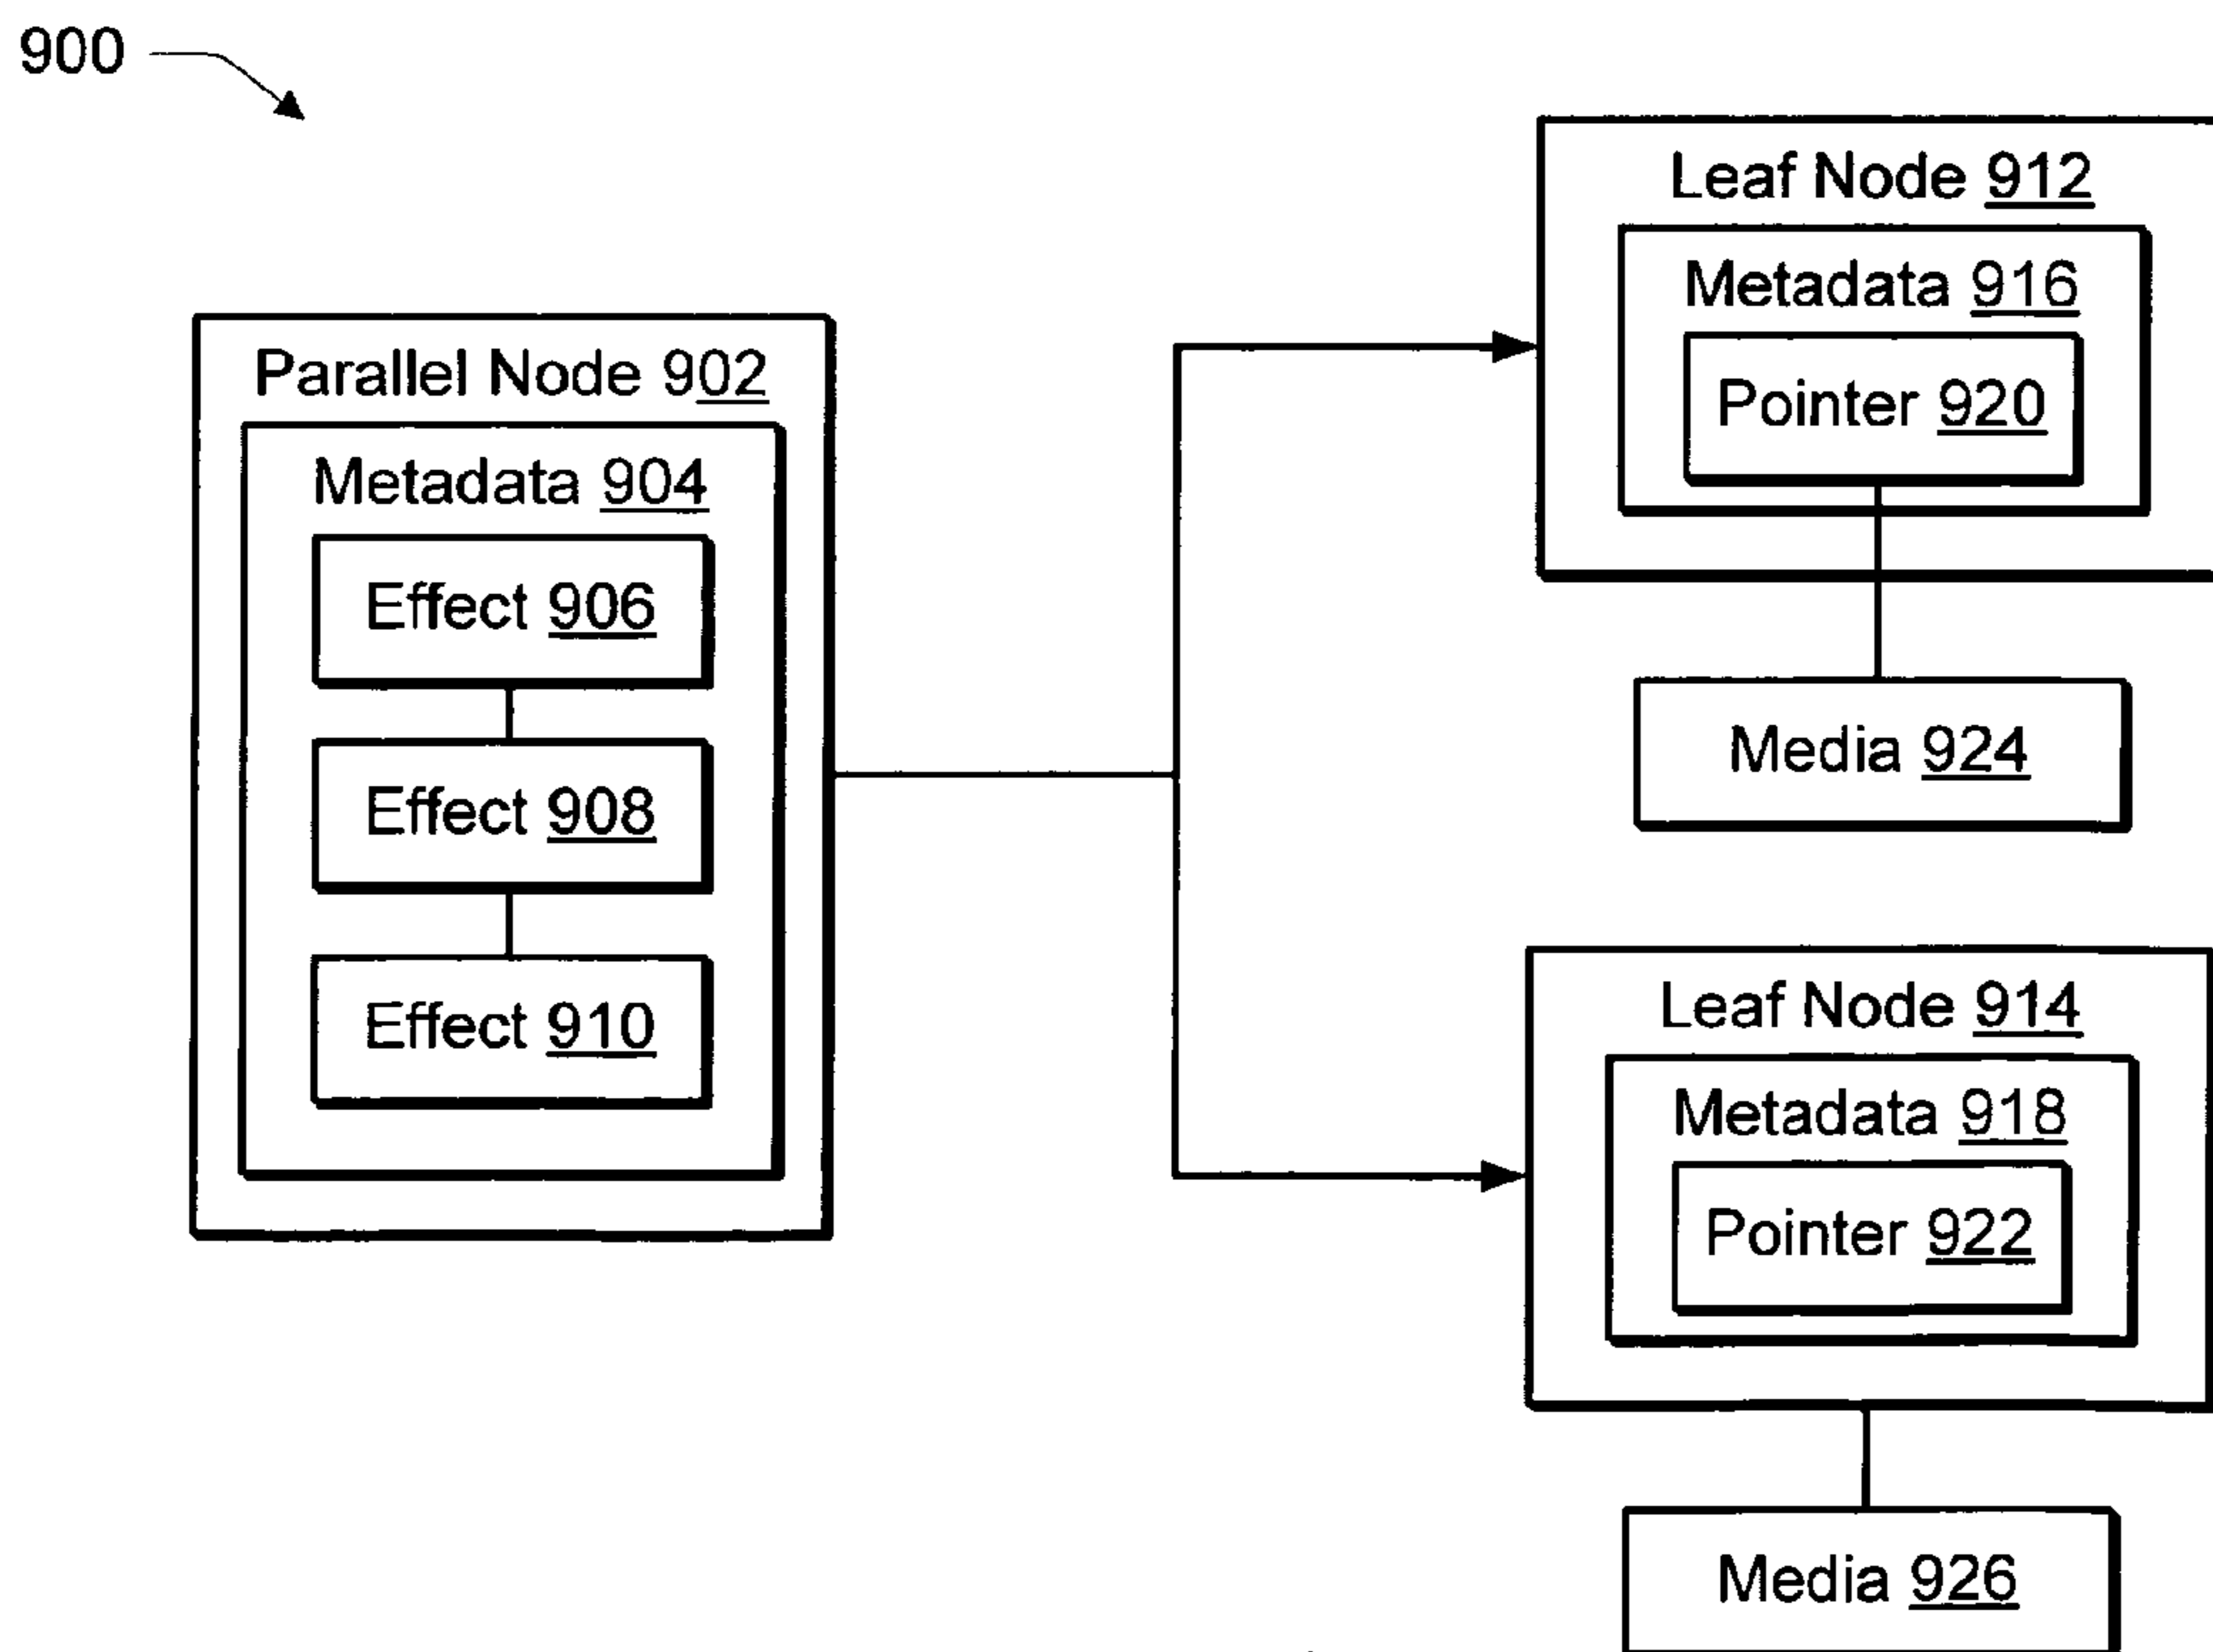 900
Parallel Node 902
Metadata 904
Effect 906
Effect 908
Effect 910
Leaf Node 912
Metadata 916
Pointer 920
Media 924
Leaf Node 914
Metadata 918
Pointer 922
Media 926